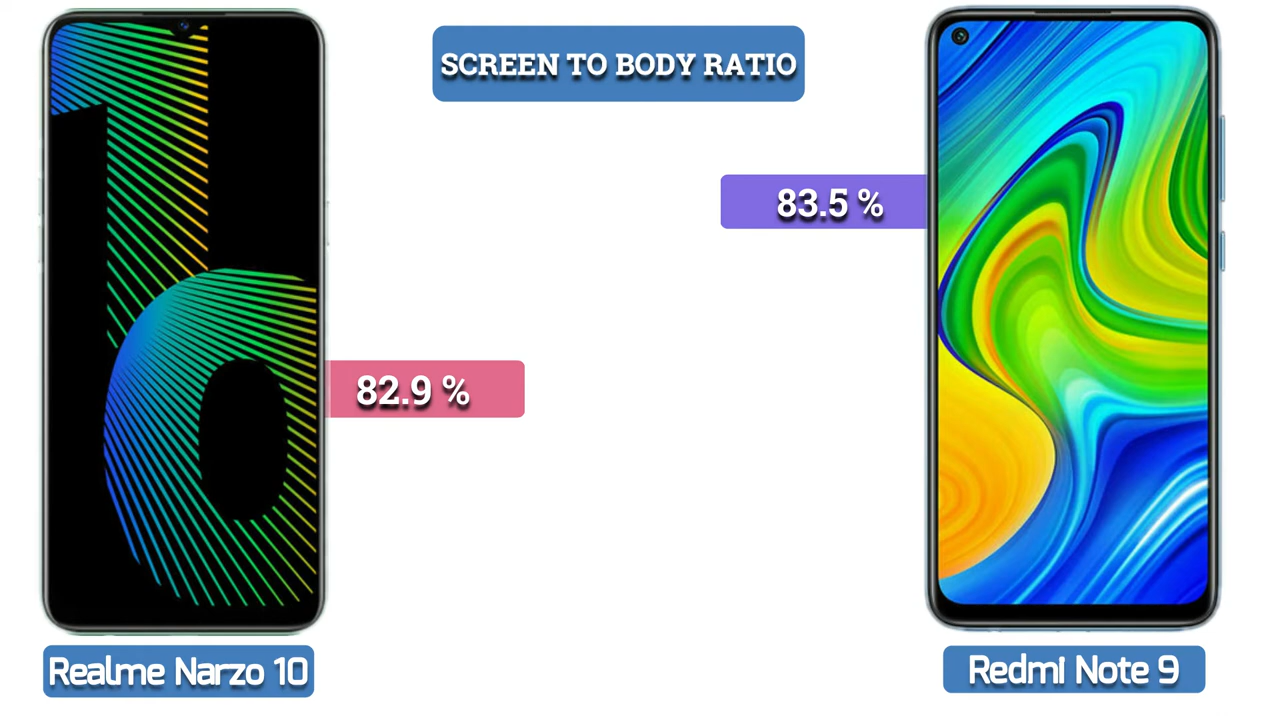 SCREEN TO BODY RATIO
83.5 %
82.9 %
Realme Narzo 10
Redmi Note 9